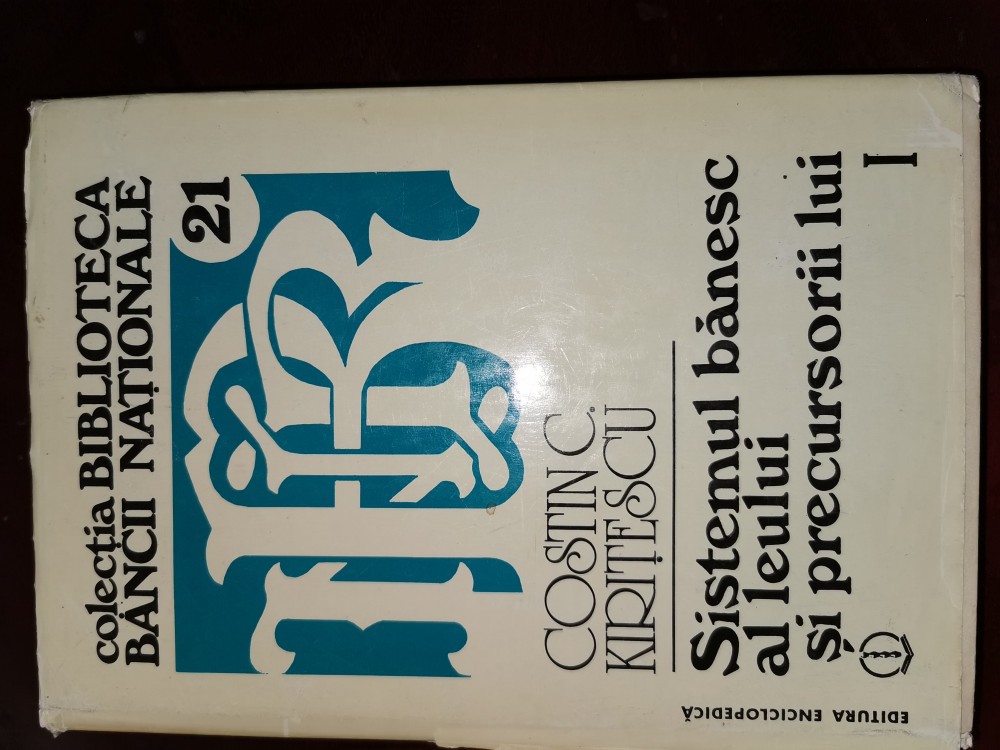 colecția BIBLIOTECA
BĂNCII NAȚIONALE
21
COSTIN C.
KIRIȚESCU
Sistemul bănesc
al leului
și precursorii lui
I
EDITURA ENCICLOPEDICĂ